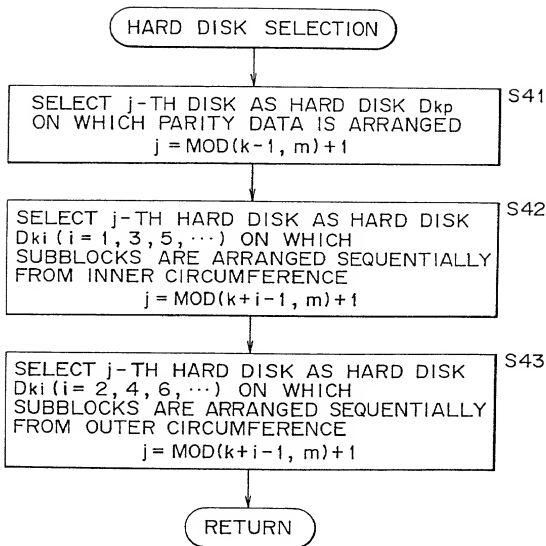 HARD DISK SELECTION
S41
SELECT j-TH DISK AS HARD DISK Dkp
ON WHICH PARITY DATA IS ARRANGED
j = MOD(k-1, m)+1
S42
SELECT j-TH HARD DISK AS HARD DISK
Dki (i = 1, 3, 5, ···) ON WHICH
SUBBLOCKS ARE ARRANGED SEQUENTIALLY
FROM INNER CIRCUMFERENCE
j = MOD(k+i-1, m)+1
S43
SELECT j-TH HARD DISK AS HARD DISK
Dki (i = 2, 4, 6, ···) ON WHICH
SUBBLOCKS ARE ARRANGED SEQUENTIALLY
FROM OUTER CIRCUMFERENCE
j = MOD(k+i-1, m)+1
RETURN